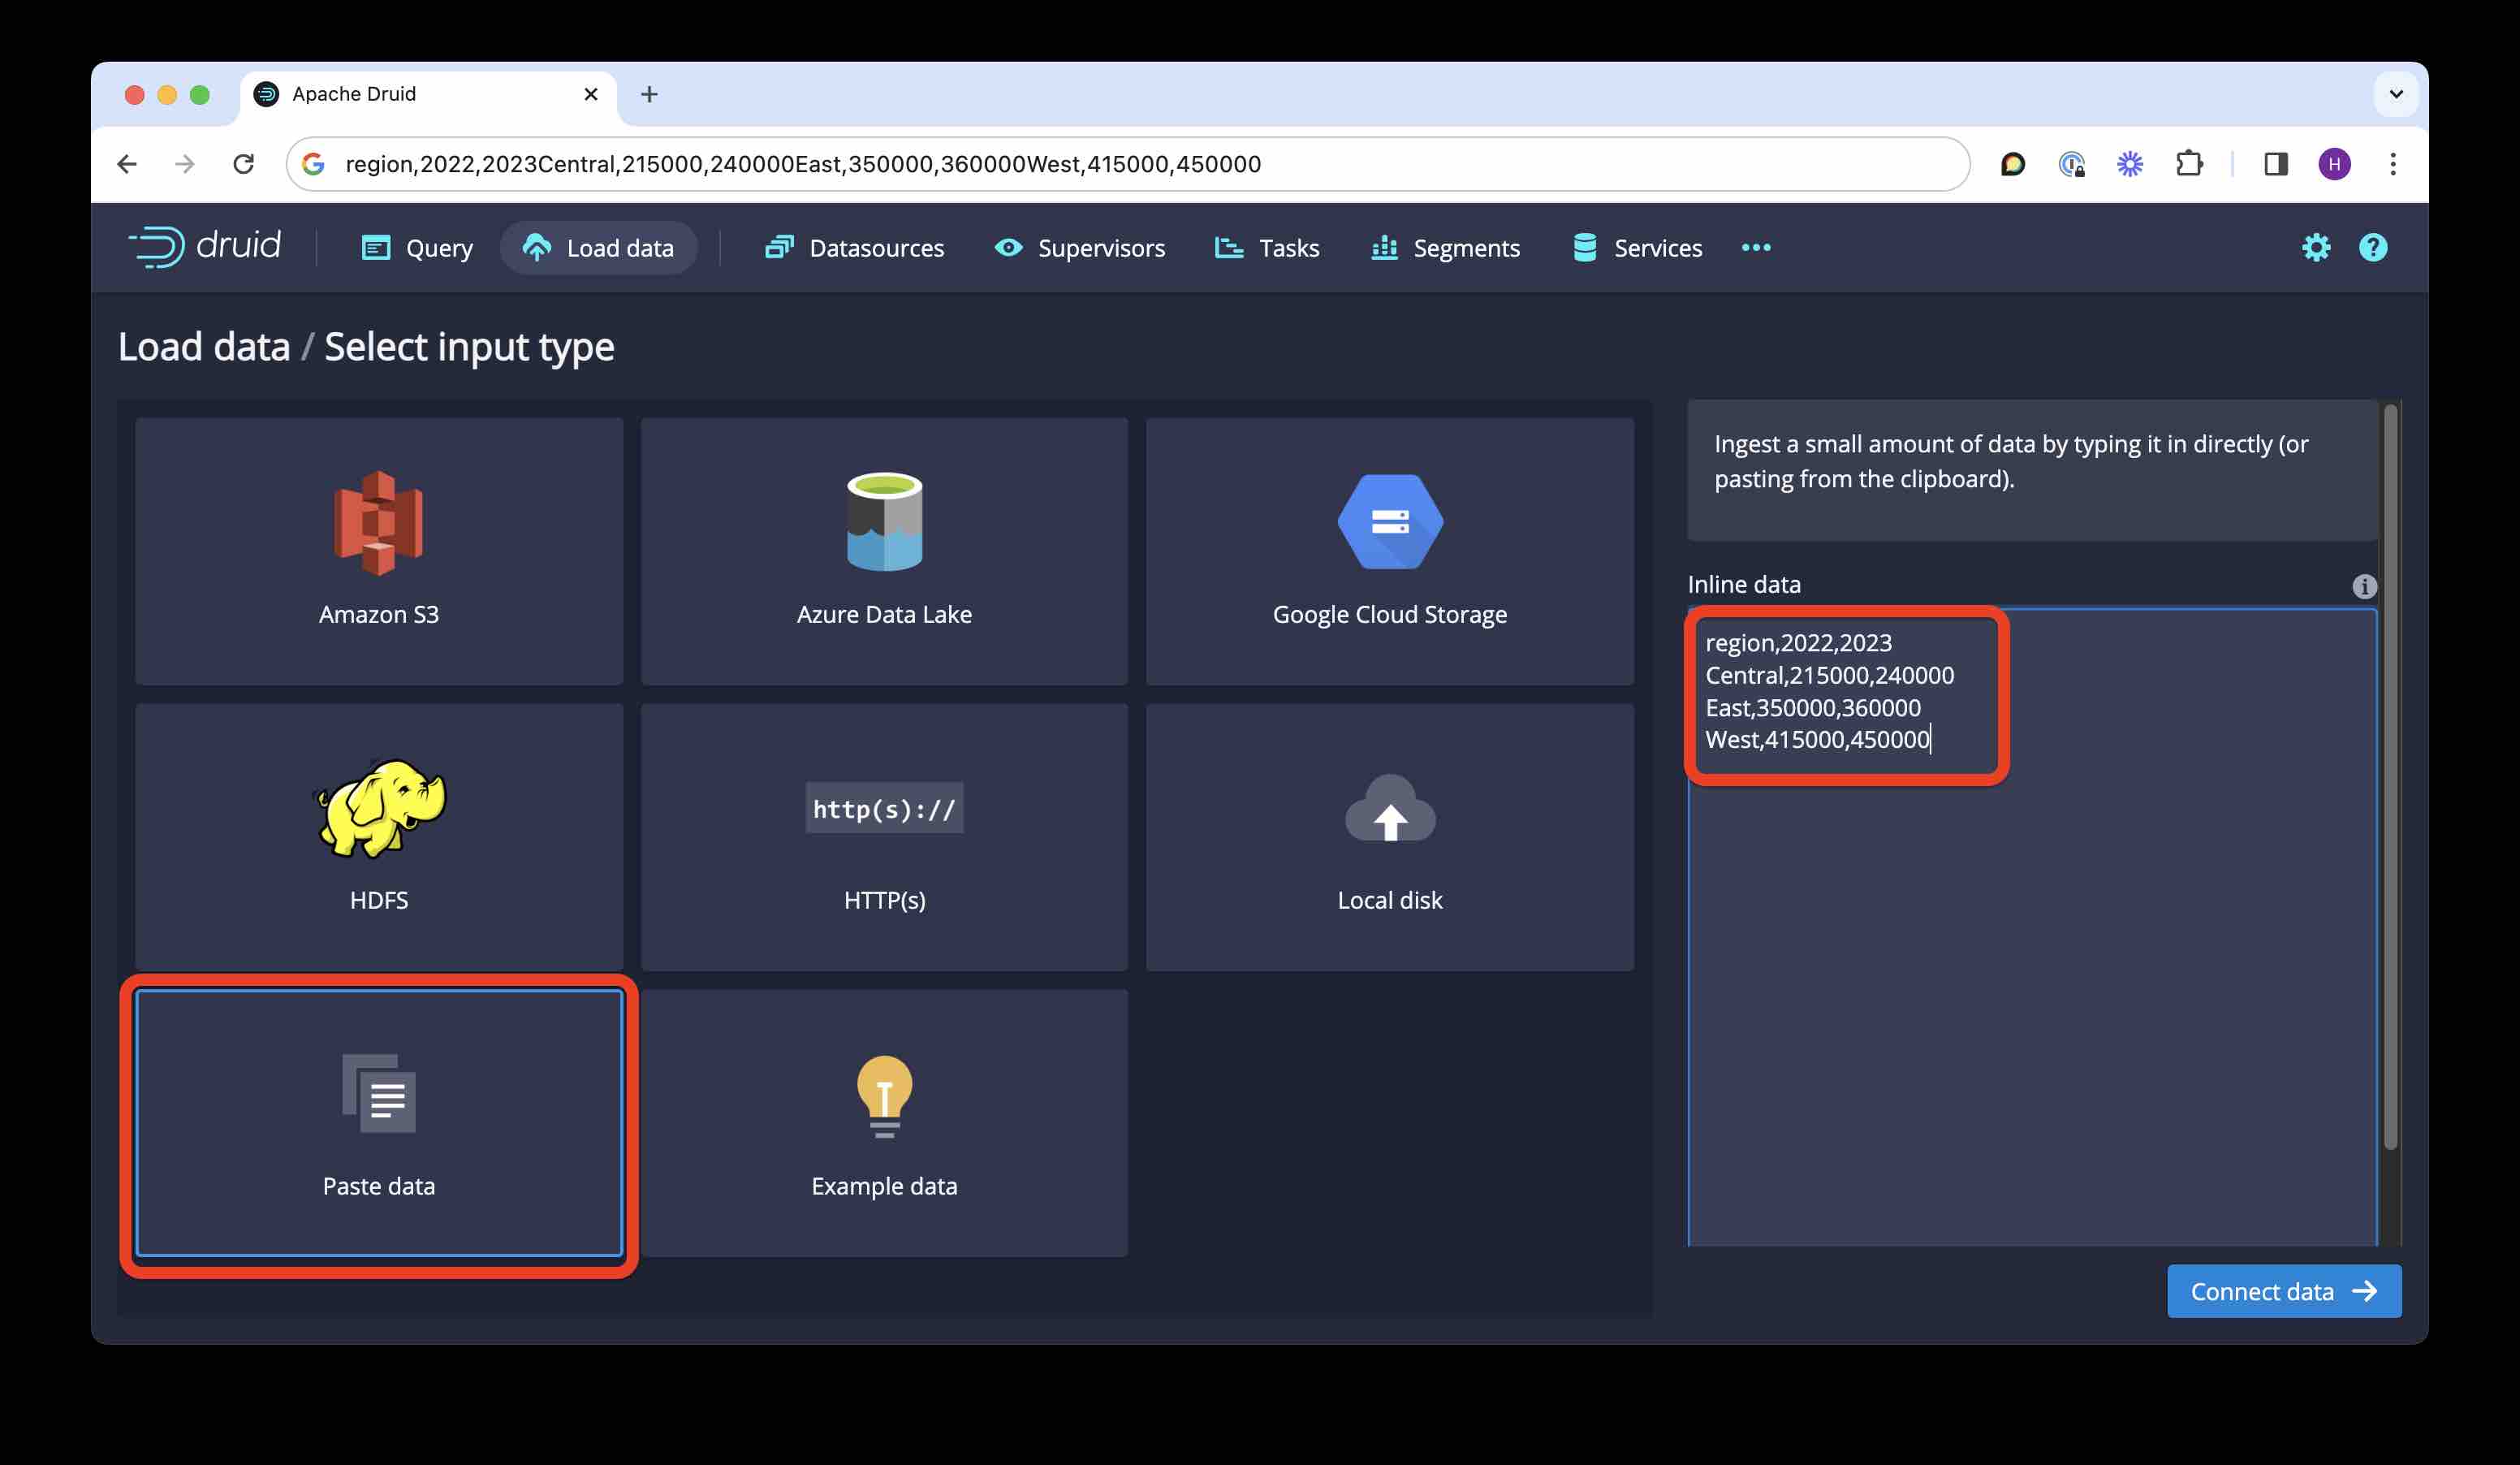 Apache Druid
region,2022,2023Central,215000,240000East,350000,360000West,415000,450000
H
druid
Query
Load data
Datasources
Supervisors
Tasks
Segments
Services
Load data / Select input type
Amazon S3
Azure Data Lake
Google Cloud Storage
http(s)://
HDFS
HTTP(s)
Local disk
Paste data
Example data
Ingest a small amount of data by typing it in directly (or
pasting from the clipboard).
Inline data
region,2022,2023
Central,215000,240000
East,350000,360000
West,415000,450000
Connect data